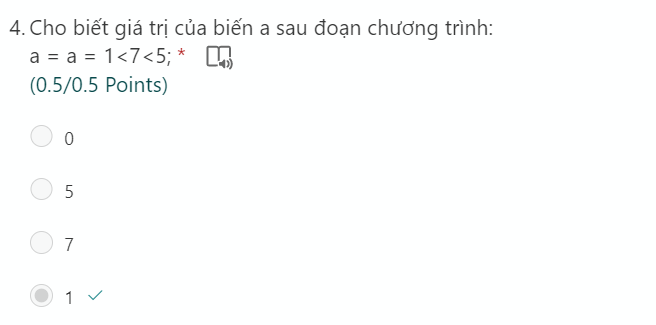 4. Cho biết giá trị của biến a sau đoạn chương trình:
a = a = 1<7<5; *
(0.5/0.5 Points)
0
5
7
1